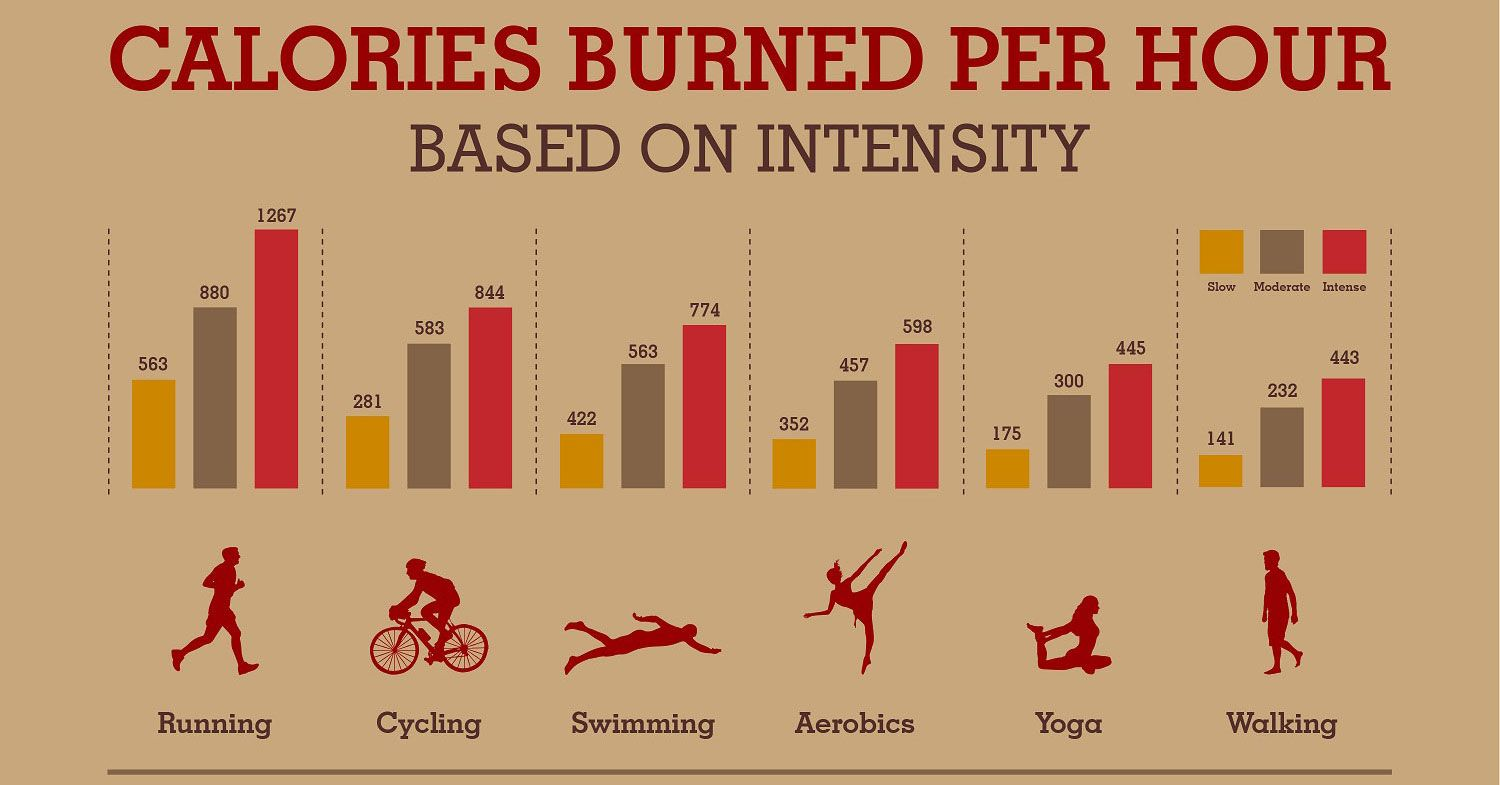 CALORIES BURNED PER HOUR
BASED ON INTENSITY
563
880
1267
281
583
844
422
563
774
352
457
598
175
300
445
141
232
443
Slow
Moderate
Intense
Running
Cycling
Swimming
Aerobics
Yoga
Walking